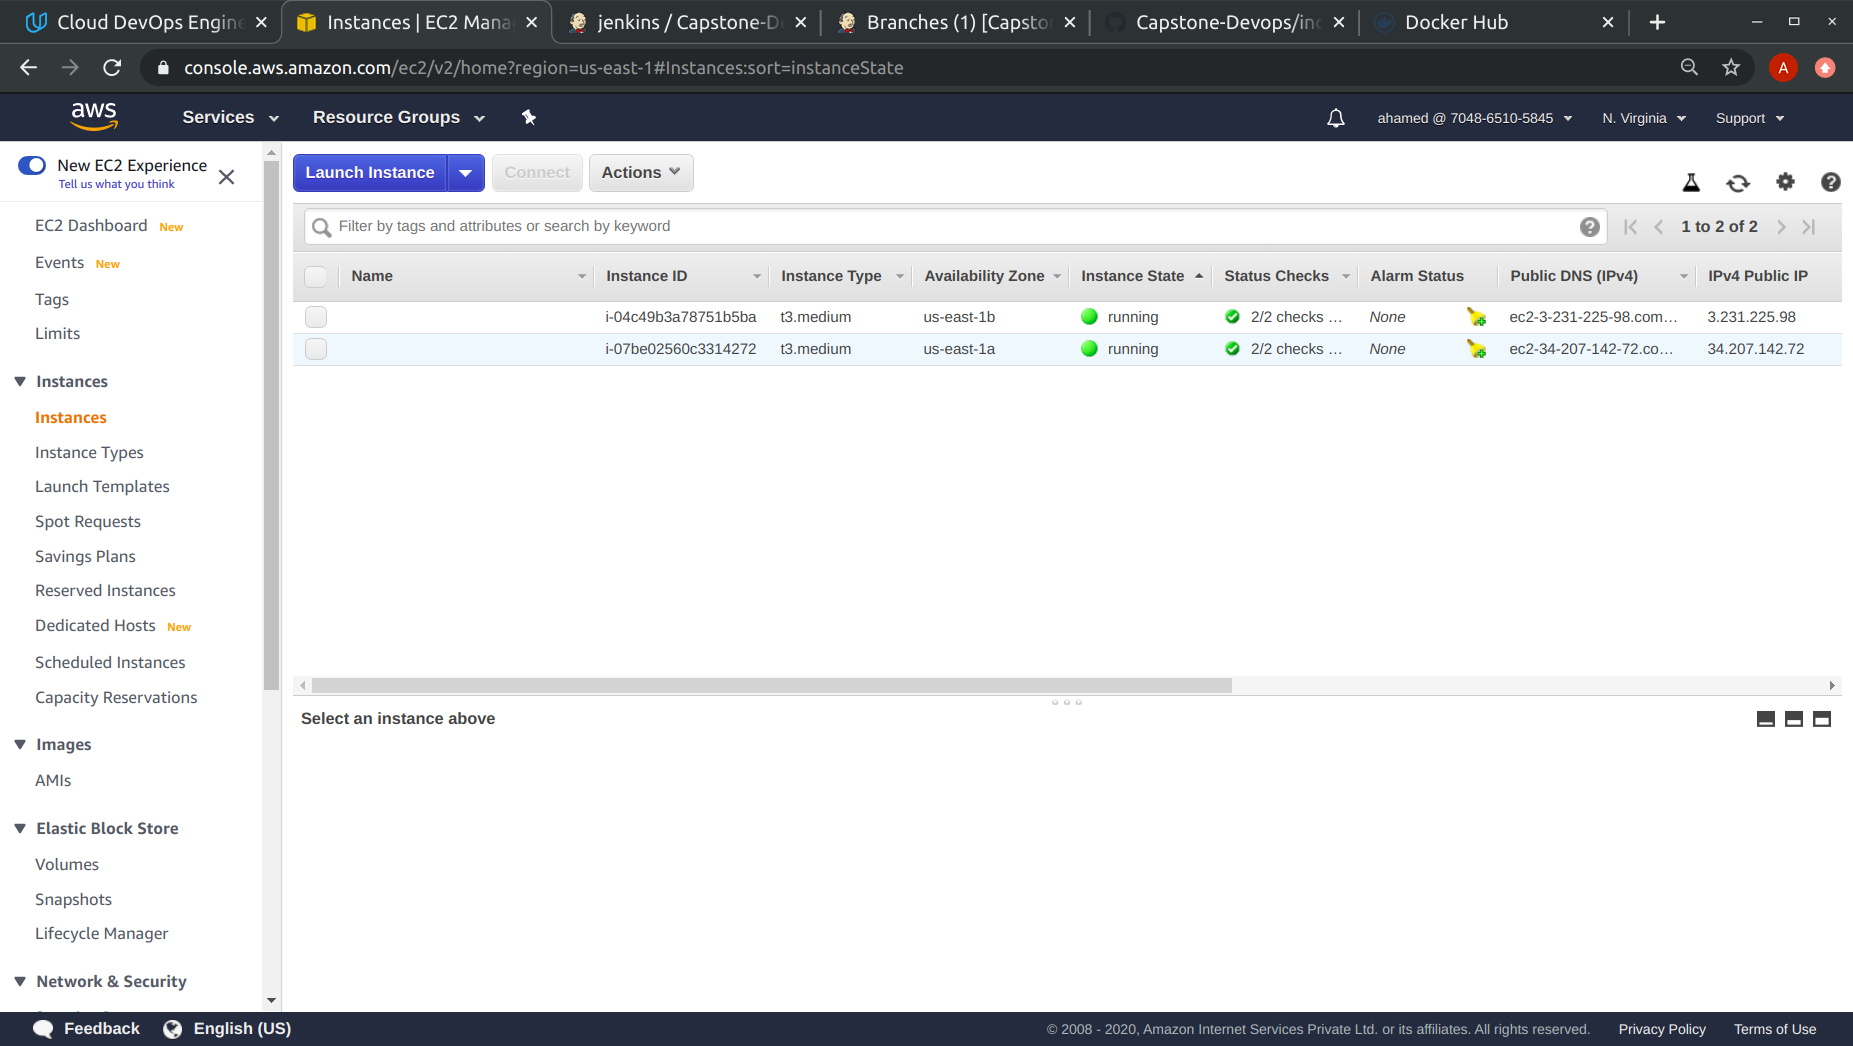 Cloud DevOps Engine
Instances | EC2 Mana
jenkins / Capstone-De
Branches (1) [Capsto
Capstone-Devops/in
Docker Hub
console.aws.amazon.com/ec2/v2/home?region=us-east-1#Instances:sort=instanceState
A
aws
Services
Resource Groups
ahamed @ 7048-6510-5845
N. Virginia
Support
New EC2 Experience
Tell us what you think
EC2 Dashboard New
Events New
Tags
Limits
Instances
Instances
Instance Types
Launch Templates
Spot Requests
Savings Plans
Reserved Instances
Dedicated Hosts New
Scheduled Instances
Capacity Reservations
Images
AMIs
Elastic Block Store
Volumes
Snapshots
Lifecycle Manager
Network & Security
Launch Instance
Connect
Actions
Filter by tags and attributes or search by keyword
1 to 2 of 2
Name Instance ID Instance Type Availability Zone Instance State Status Checks Alarm Status Public DNS (IPv4) IPv4 Public IP
i-04c49b3a78751b5ba t3.medium us-east-1b running 2/2 checks ... None ec2-3-231-225-98.com... 3.231.225.98
i-07be02560c3314272 t3.medium us-east-1a running 2/2 checks ... None ec2-34-207-142-72.co... 34.207.142.72
Select an instance above
Feedback
English (US)
© 2008 - 2020, Amazon Internet Services Private Ltd. or its affiliates. All rights reserved.
Privacy Policy
Terms of Use